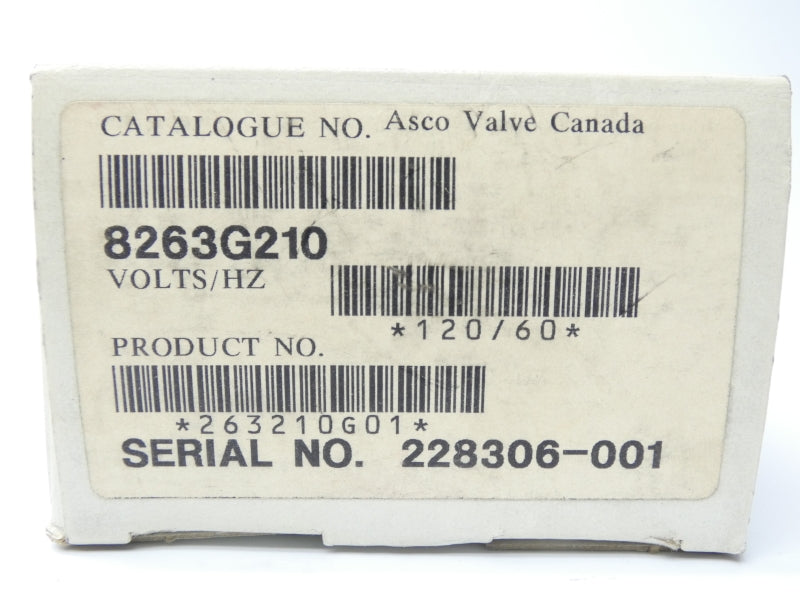 CATALOGUE NO. Asco Valve Canada
8263G210
VOLTS/HZ
*120/60*
PRODUCT NO.
*263210G01*
SERIAL NO. 228306-001